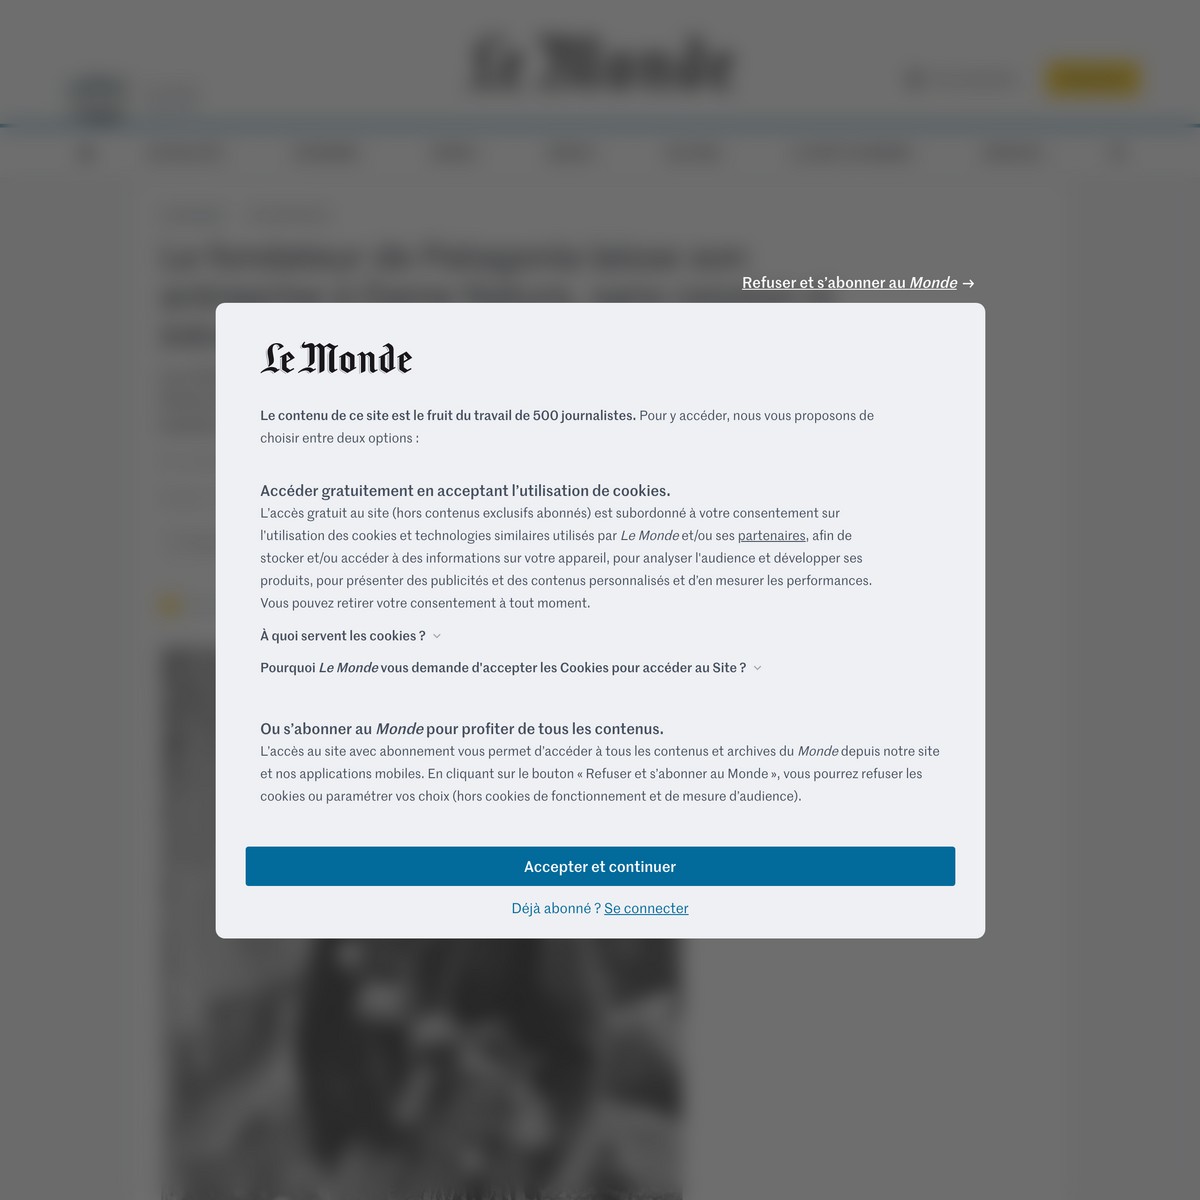 Le Monde
Refuser et s'abonner au Monde →
Le Monde
Le contenu de ce site est le fruit du travail de 500 journalistes. Pour y accéder, nous vous proposons de
choisir entre deux options :
Accéder gratuitement en acceptant l'utilisation de cookies.
L'accès gratuit au site (hors contenus exclusifs abonnés) est subordonné à votre consentement sur
l'utilisation des cookies et technologies similaires utilisés par Le Monde et/ou ses partenaires, afin de
stocker et/ou accéder à des informations sur votre appareil, pour analyser l'audience et développer ses
produits, pour présenter des publicités et des contenus personnalisés et d'en mesurer les performances.
Vous pouvez retirer votre consentement à tout moment.
À quoi servent les cookies ?
Pourquoi Le Monde vous demande d'accepter les Cookies pour accéder au Site ?
Ou s'abonner au Monde pour profiter de tous les contenus.
L'accès au site avec abonnement vous permet d'accéder à tous les contenus et archives du Monde depuis notre site
et nos applications mobiles. En cliquant sur le bouton « Refuser et s'abonner au Monde », vous pourrez refuser les
cookies ou paramétrer vos choix (hors cookies de fonctionnement et de mesure d'audience).
Accepter et continuer
Déjà abonné ? Se connecter